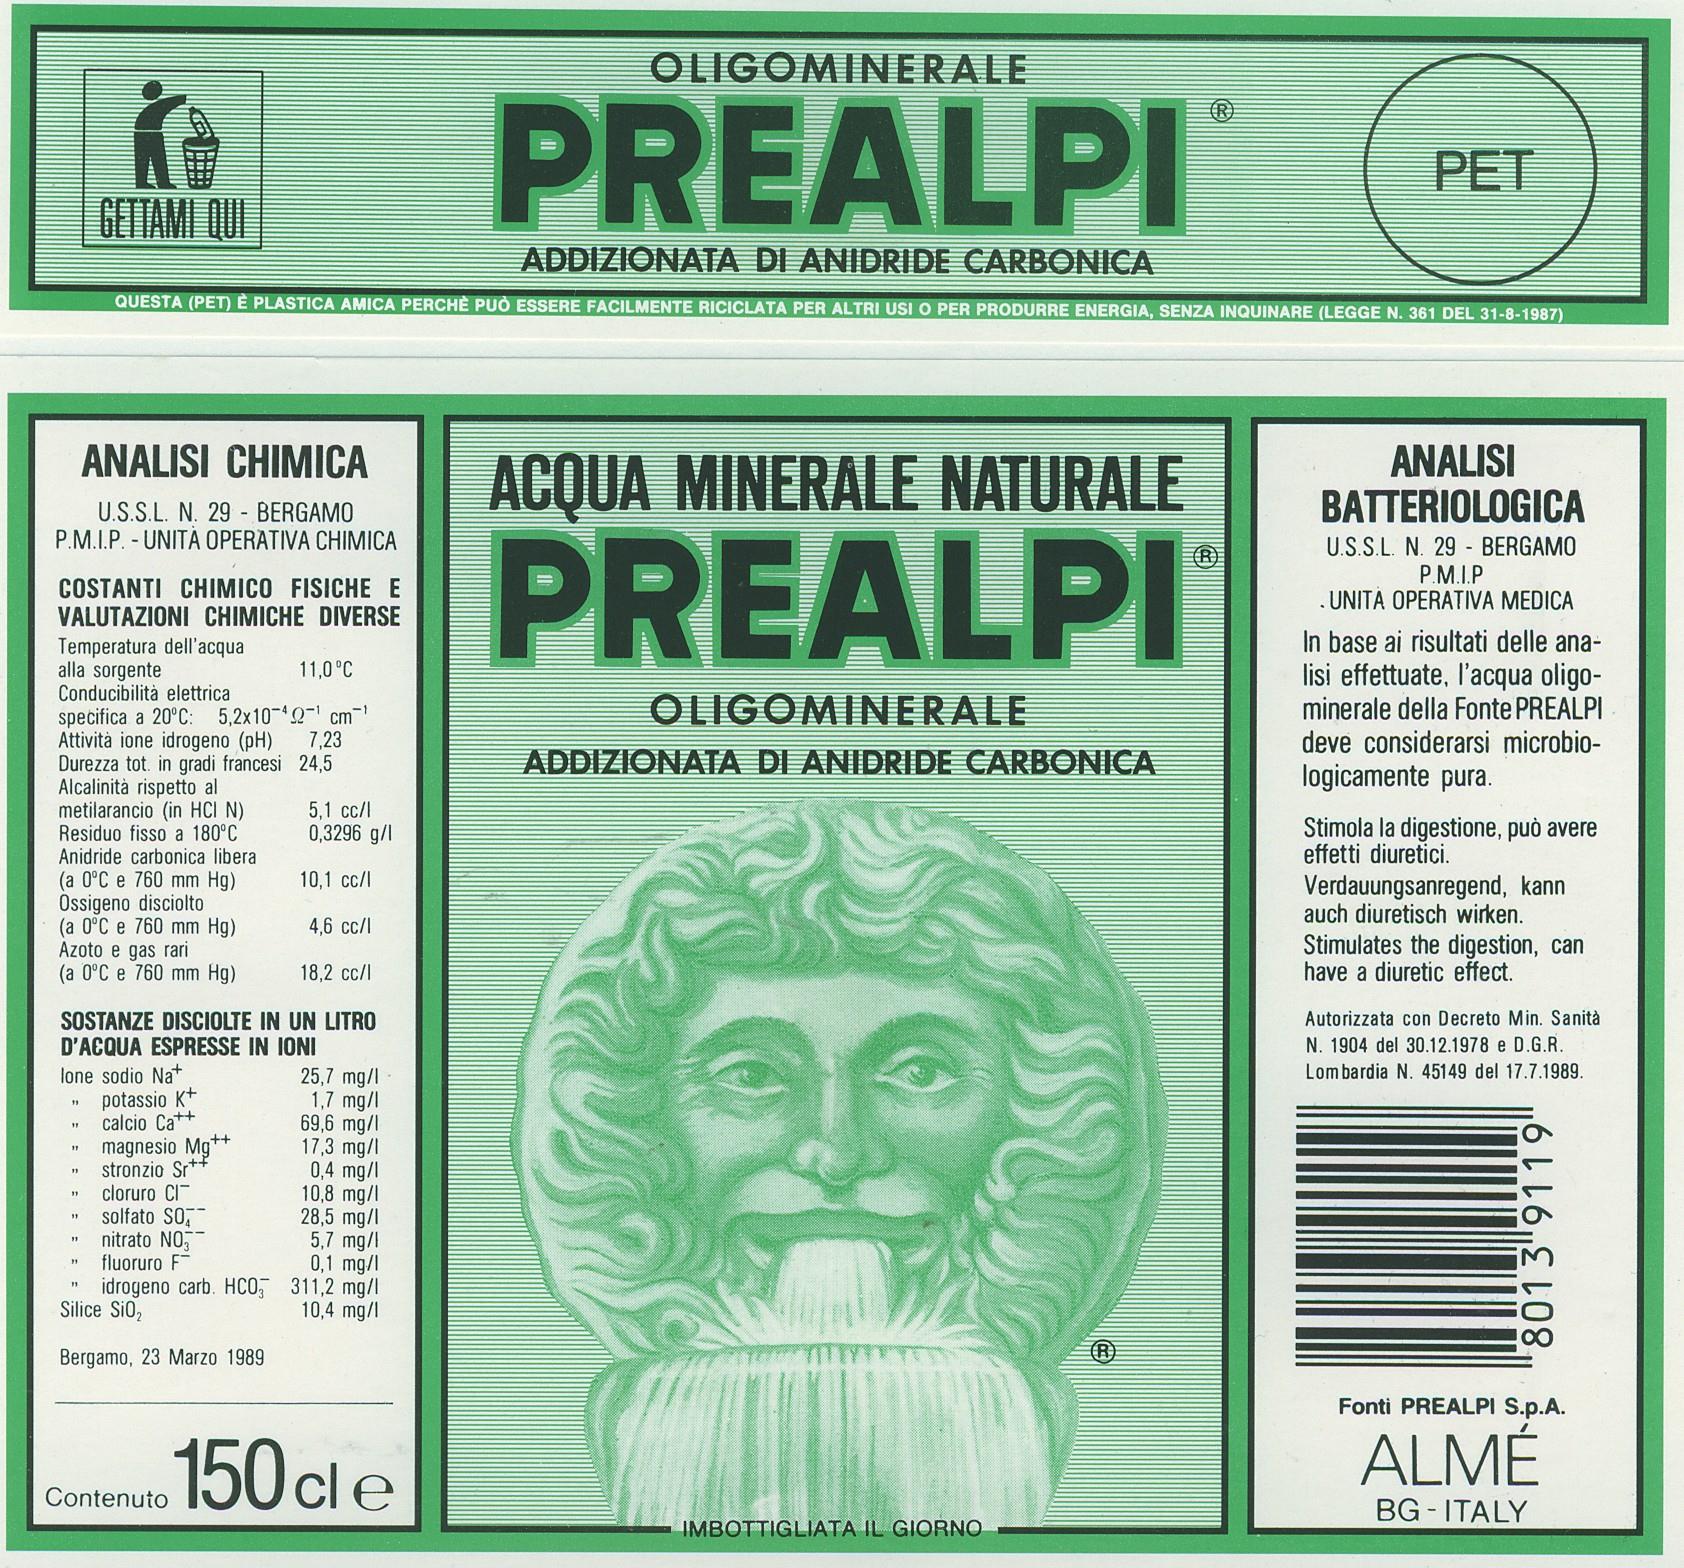 OLIGOMINERALE
PREALPI ®
ADDIZIONATA DI ANIDRIDE CARBONICA
GETTAMI QUI
PET
QUESTA (PET) È PLASTICA AMICA PERCHÈ PUÒ ESSERE FACILMENTE RICICLATA PER ALTRI USI O PER PRODURRE ENERGIA, SENZA INQUINARE (LEGGE N. 361 DEL 31-8-1987)
ANALISI CHIMICA
U.S.S.L. N. 29 - BERGAMO
P.M.I.P. - UNITÀ OPERATIVA CHIMICA
COSTANTI CHIMICO FISICHE E
VALUTAZIONI CHIMICHE DIVERSE
Temperatura dell'acqua
alla sorgente 11,0°C
Conducibilità elettrica
specifica a 20°C: 5,2x10⁻⁴Ω⁻¹ cm⁻¹
Attività ione idrogeno (pH) 7,23
Durezza tot. in gradi francesi 24,5
Alcalinità rispetto al
metilarancio (in HCl N) 5,1 cc/l
Residuo fisso a 180°C 0,3296 g/l
Anidride carbonica libera
(a 0°C e 760 mm Hg) 10,1 cc/l
Ossigeno disciolto
(a 0°C e 760 mm Hg) 4,6 cc/l
Azoto e gas rari
(a 0°C e 760 mm Hg) 18,2 cc/l
SOSTANZE DISCIOLTE IN UN LITRO
D'ACQUA ESPRESSE IN IONI
Ione sodio Na⁺ 25,7 mg/l
" potassio K⁺ 1,7 mg/l
" calcio Ca⁺⁺ 69,6 mg/l
" magnesio Mg⁺⁺ 17,3 mg/l
" stronzio Sr⁺⁺ 0,4 mg/l
" cloruro Cl⁻ 10,8 mg/l
" solfato SO₄⁻⁻ 28,5 mg/l
" nitrato NO₃⁻⁻ 5,7 mg/l
" fluoruro F⁻ 0,1 mg/l
" idrogeno carb. HCO₃⁻ 311,2 mg/l
Silice SiO₂ 10,4 mg/l
Bergamo, 23 Marzo 1989
Contenuto 150 cl ℮
ACQUA MINERALE NATURALE
PREALPI ®
OLIGOMINERALE
ADDIZIONATA DI ANIDRIDE CARBONICA
®
IMBOTTIGLIATA IL GIORNO
ANALISI
BATTERIOLOGICA
U.S.S.L. N. 29 - BERGAMO
P.M.I.P
UNITÀ OPERATIVA MEDICA
In base ai risultati delle ana-
lisi effettuate, l'acqua oligo-
minerale della Fonte PREALPI
deve considerarsi microbio-
logicamente pura.
Stimola la digestione, può avere
effetti diuretici.
Verdauungsanregend, kann
auch diuretisch wirken.
Stimulates the digestion, can
have a diuretic effect.
Autorizzata con Decreto Min. Sanità
N. 1904 del 30.12.1978 e D.G.R.
Lombardia N. 45149 del 17.7.1989.
80139119
Fonti PREALPI S.p.A.
ALMÉ
BG - ITALY